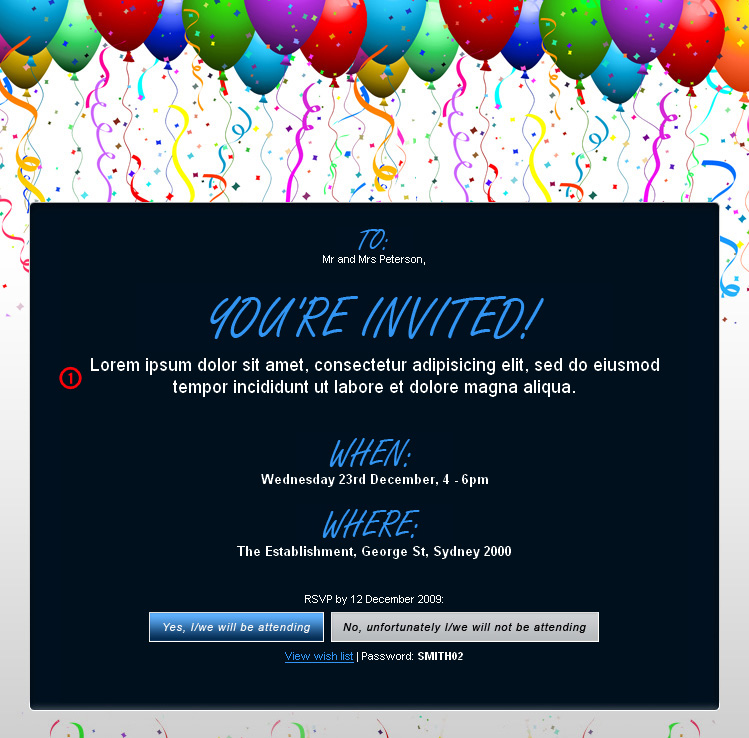 TO:
Mr and Mrs Peterson,
YOU'RE INVITED!
1
Lorem ipsum dolor sit amet, consectetur adipisicing elit, sed do eiusmod
tempor incididunt ut labore et dolore magna aliqua.
WHEN:
Wednesday 23rd December, 4 - 6pm
WHERE:
The Establishment, George St, Sydney 2000
RSVP by 12 December 2009:
Yes, I/we will be attending No, unfortunately I/we will not be attending
View wish list | Password: SMITH02